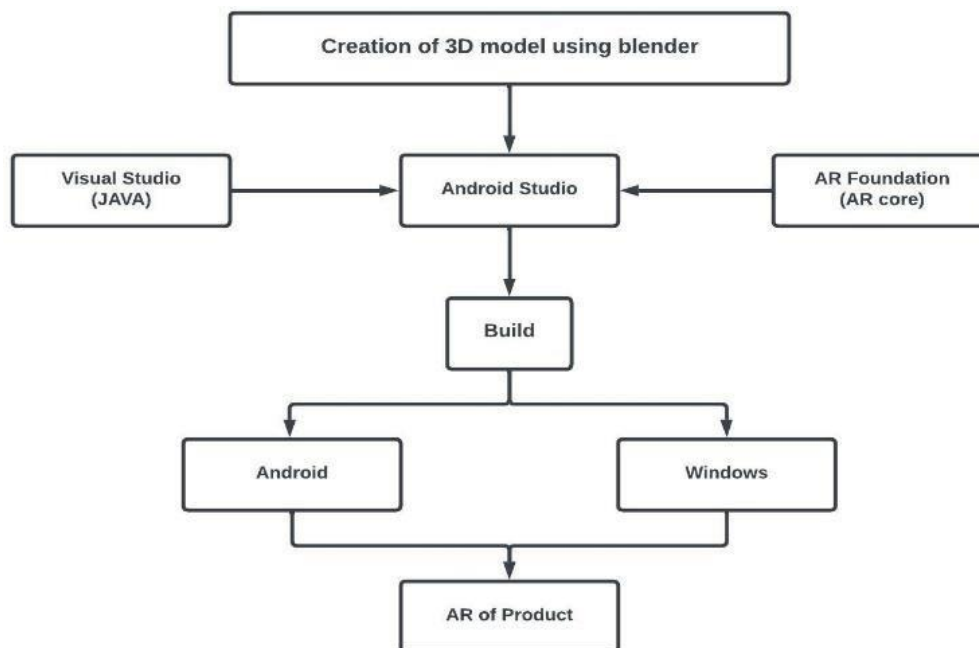 Creation of 3D model using blender
Visual Studio
(JAVA)
Android Studio
AR Foundation
(AR core)
Build
Android
Windows
AR of Product